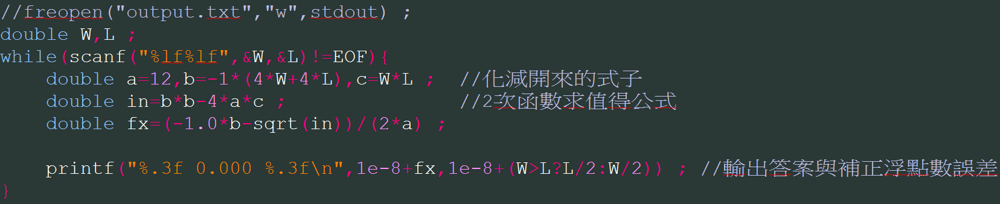 //freopen("output.txt","w",stdout) ;
double W,L ;
while(scanf("%lf%lf",&W,&L)!=EOF){
    double a=12,b=-1*(4*W+4*L),c=W*L ;  //化減開來的式子
    double in=b*b-4*a*c ;               //2次函數求值得公式
    double fx=(-1.0*b-sqrt(in))/(2*a) ;
    printf("%.3f 0.000 %.3f\n",1e-8+fx,1e-8+(W>L?L/2:W/2)) ; //輸出答案與補正浮點數誤差
}